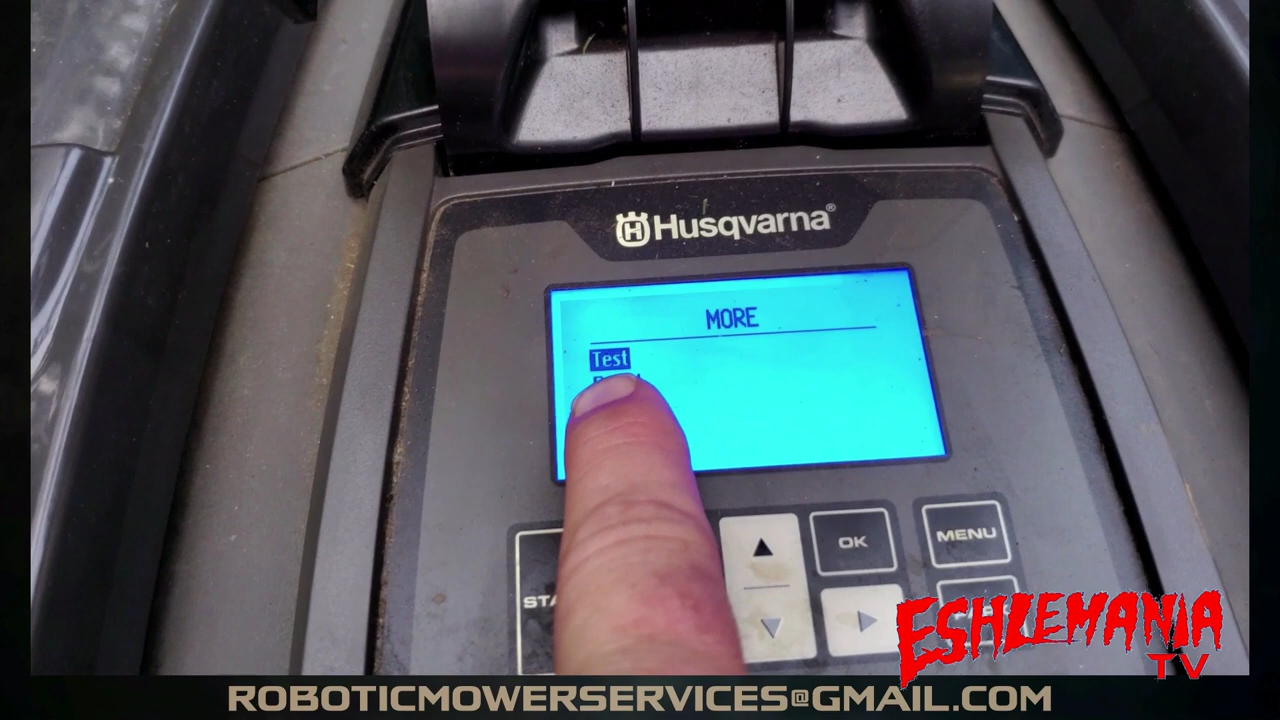 Husqvarna®
MORE
Test
OK
MENU
STA
ESHLEMANIA
TV
ROBOTICMOWERSERVICES@GMAIL.COM